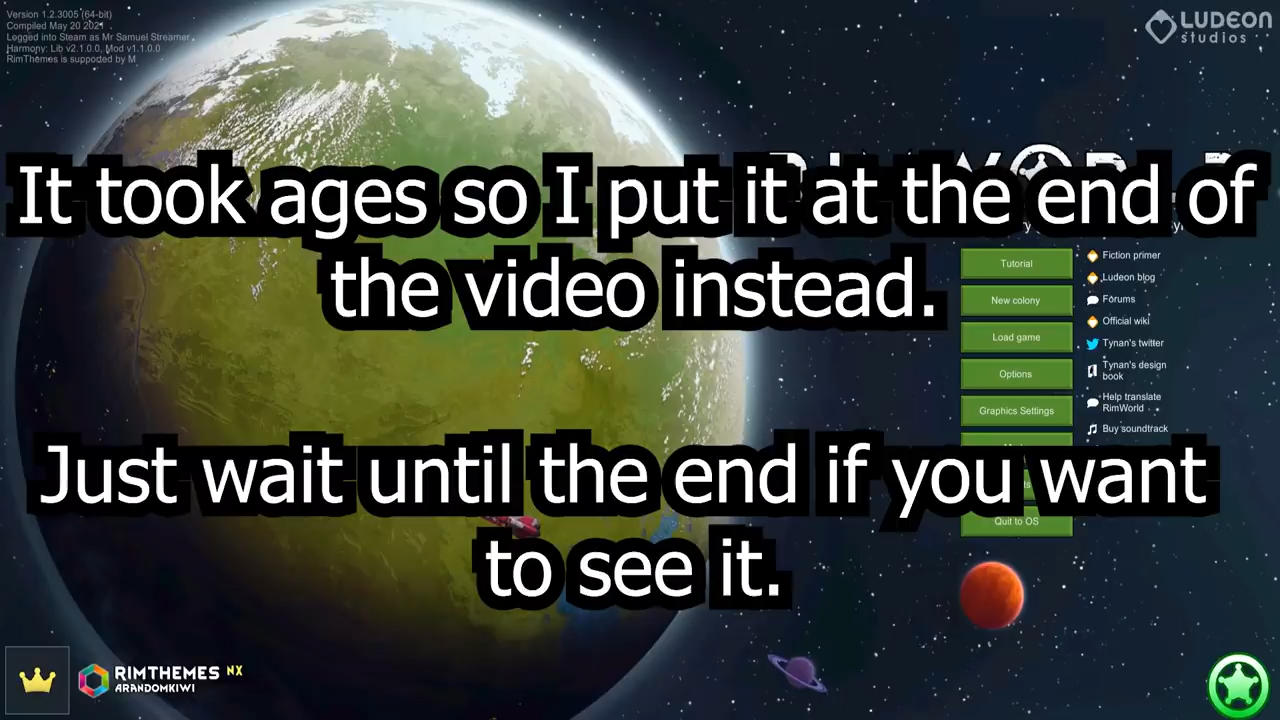 Version 1.2.3005 (64-bit)
Compiled May 20 2021
Logged into Steam as Mr Samuel Streamer
Harmony: Lib v2.1.0.0, Mod v1.1.0.0
RimThemes is supported by M
LUDEON
studios
It took ages so I put it at the end of
the video instead.
Tutorial
New colony
Load game
Options
Graphics Settings
Quit to OS
Fiction primer
Ludeon blog
Forums
Official wiki
Tynan's twitter
Tynan's design
book
Help translate
RimWorld
Buy soundtrack
Just wait until the end if you want
to see it.
RIMTHEMES NX
ARANDOMKIWI